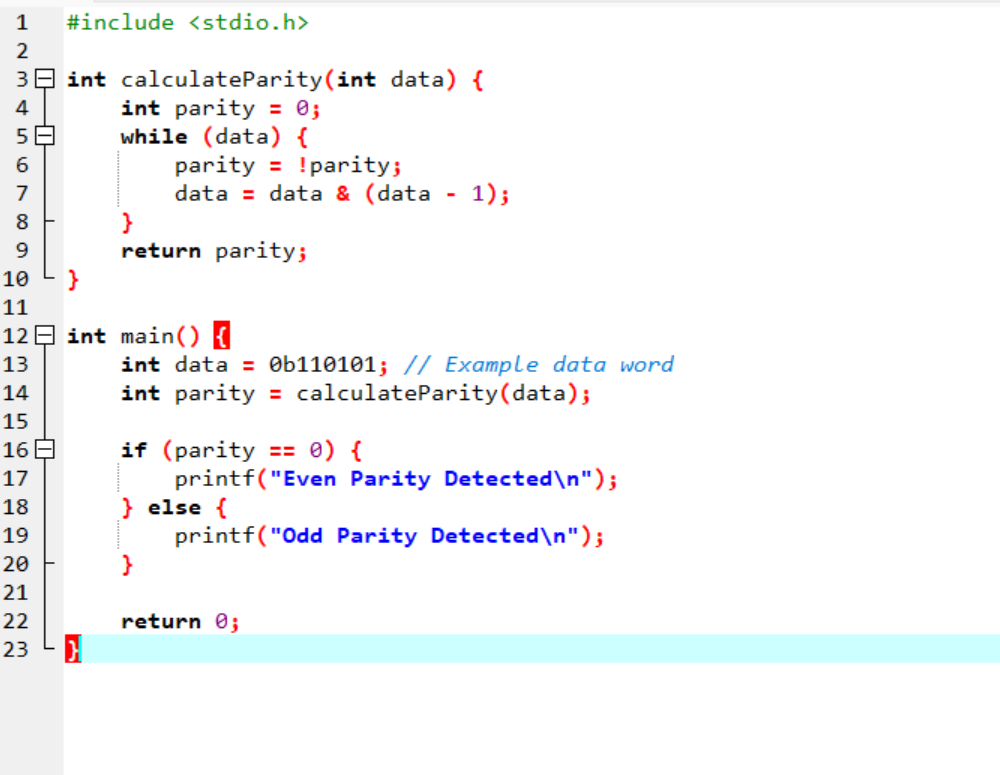 1 #include <stdio.h>
2
3 int calculateParity(int data) {
4 int parity = 0;
5 while (data) {
6 parity = !parity;
7 data = data & (data - 1);
8 }
9 return parity;
10 }
11
12 int main() {
13 int data = 0b110101; // Example data word
14 int parity = calculateParity(data);
15
16 if (parity == 0) {
17 printf("Even Parity Detected\n");
18 } else {
19 printf("Odd Parity Detected\n");
20 }
21
22 return 0;
23 }